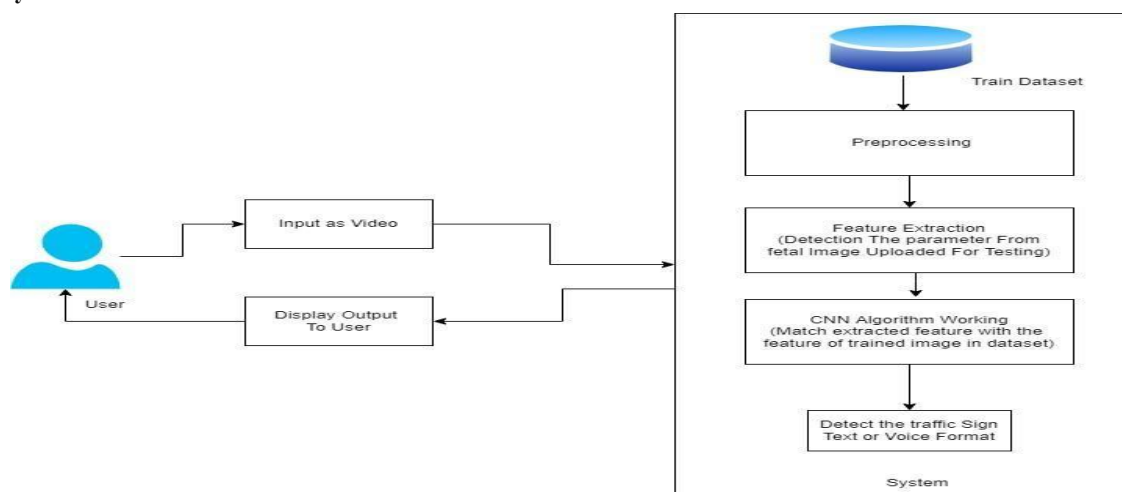 Train Dataset
Preprocessing
Input as Video
Feature Extraction
(Detection The parameter From
fetal Image Uploaded For Testing)
User
Display Output
To User
CNN Algorithm Working
(Match extracted feature with the
feature of trained image in dataset)
Detect the traffic Sign
Text or Voice Format
System